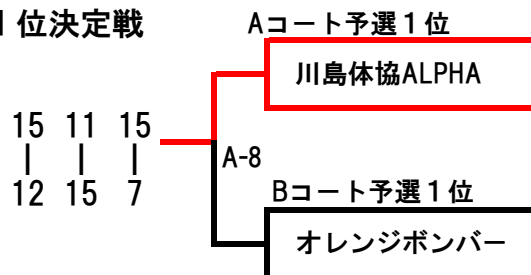 位決定戦
Aコート予選１位
川島体協ALPHA
15 11 15
| | |
12 15 7
A-8
Bコート予選１位
オレンジボンバー